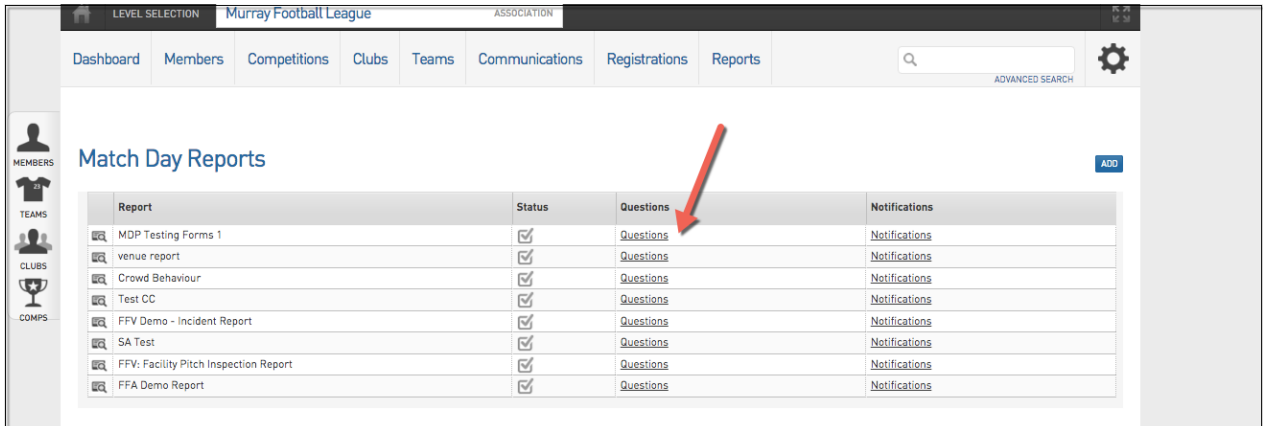 LEVEL SELECTION Murray Football League ASSOCIATION
Dashboard Members Competitions Clubs Teams Communications Registrations Reports
ADVANCED SEARCH
MEMBERS
23
TEAMS
CLUBS
COMPS
Match Day Reports
ADD
Report Status Questions Notifications
MDP Testing Forms 1 Questions Notifications
venue report Questions Notifications
Crowd Behaviour Questions Notifications
Test CC Questions Notifications
FFV Demo - Incident Report Questions Notifications
SA Test Questions Notifications
FFV: Facility Pitch Inspection Report Questions Notifications
FFA Demo Report Questions Notifications